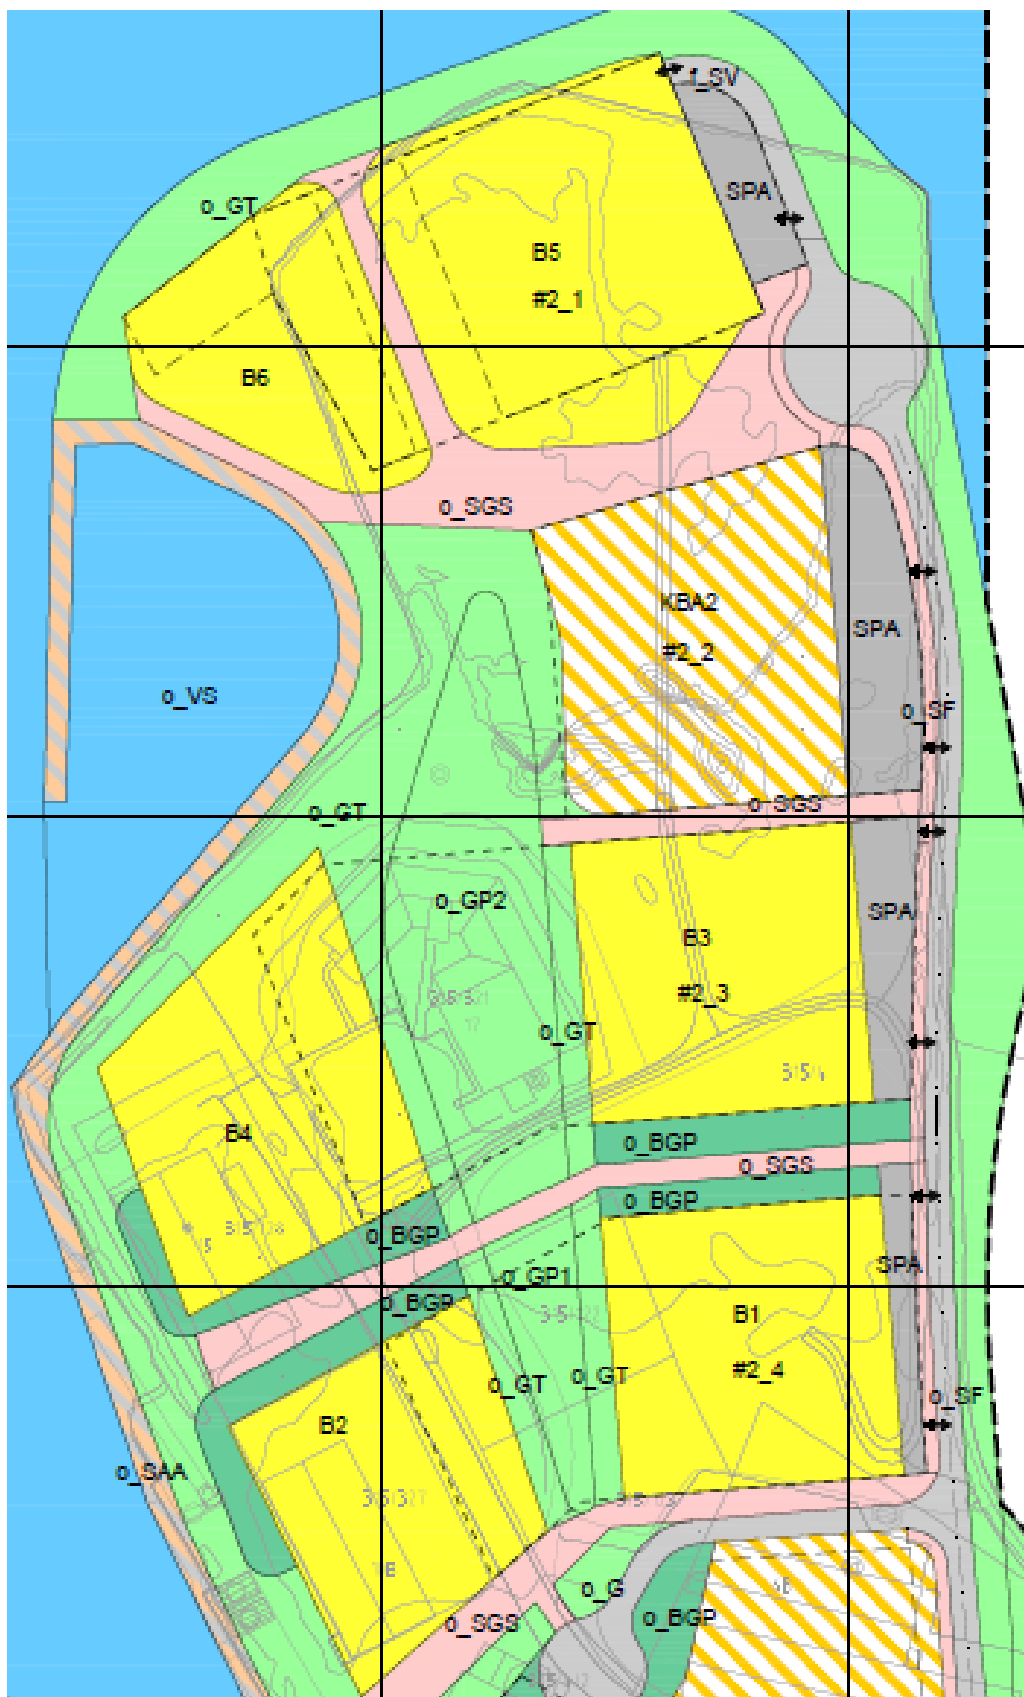 f_SV
SPA
o_GT
B5
#2_1
B6
o_SGS
KBA2
#2_2
SPA
o_VS
o_SF
o_SGS
o_GT
o_GP2
SPA
B3
#2_3
o_GT
B4
o_BGP
o_SGS
o_BGP
o_BGP
SPA
o_GP1
o_BGP
B1
#2_4
o_GT
o_GT
o_SF
B2
o_SAA
o_G
o_BGP
o_SGS